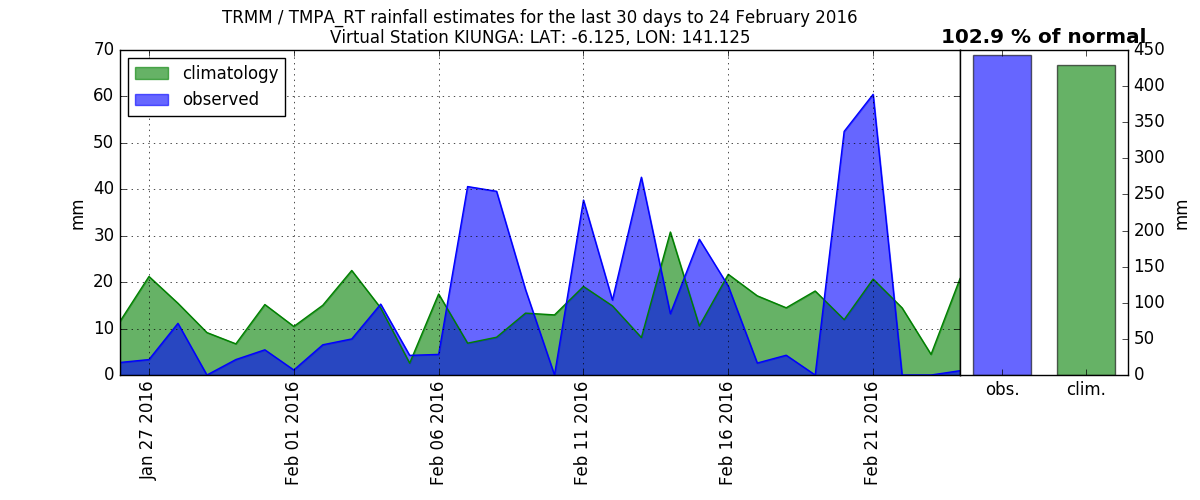 TRMM / TMPA_RT rainfall estimates for the last 30 days to 24 February 2016
Virtual Station KIUNGA: LAT: -6.125, LON: 141.125
102.9 % of normal
climatology
observed
70
60
50
40
30
20
10
0
mm
Jan 27 2016
Feb 01 2016
Feb 06 2016
Feb 11 2016
Feb 16 2016
Feb 21 2016
450
400
350
300
250
200
150
100
50
0
mm
obs.
clim.